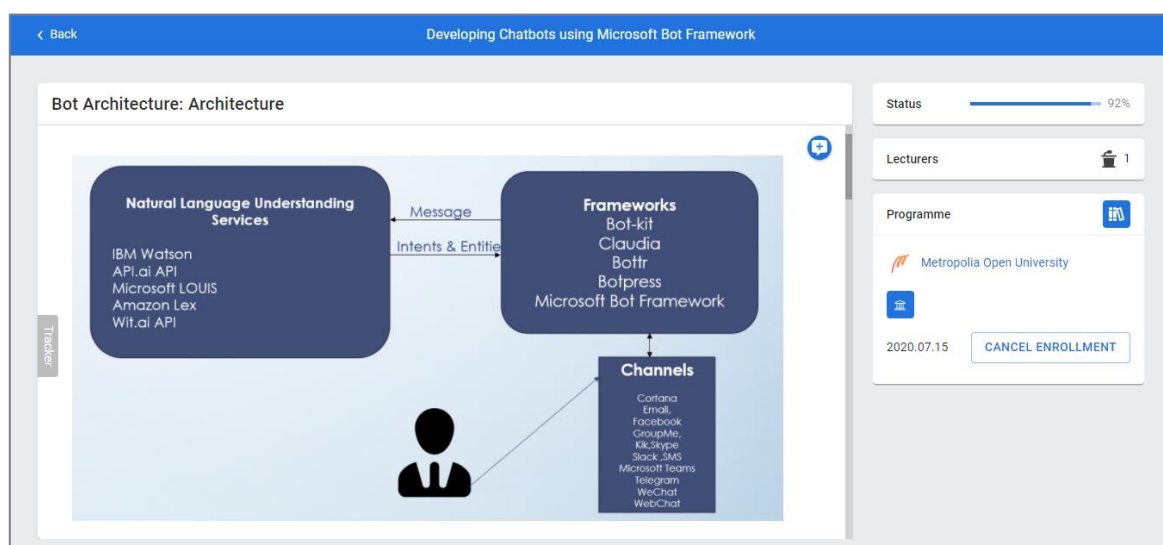 Back
Developing Chatbots using Microsoft Bot Framework
Bot Architecture: Architecture
Natural Language Understanding
Services
IBM Watson
API.ai API
Microsoft LOUIS
Amazon Lex
Wit.ai API
Message
Intents & Entitie
Frameworks
Bot-kit
Claudia
Bottr
Botpress
Microsoft Bot Framework
Channels
Cortana
Email,
Facebook
GroupMe,
Kik,Skype
Slack ,SMS
Microsoft Teams
Telegram
WeChat
WebChat
Tracker
Status 92%
Lecturers 1
Programme
Metropolia Open University
2020.07.15 CANCEL ENROLLMENT